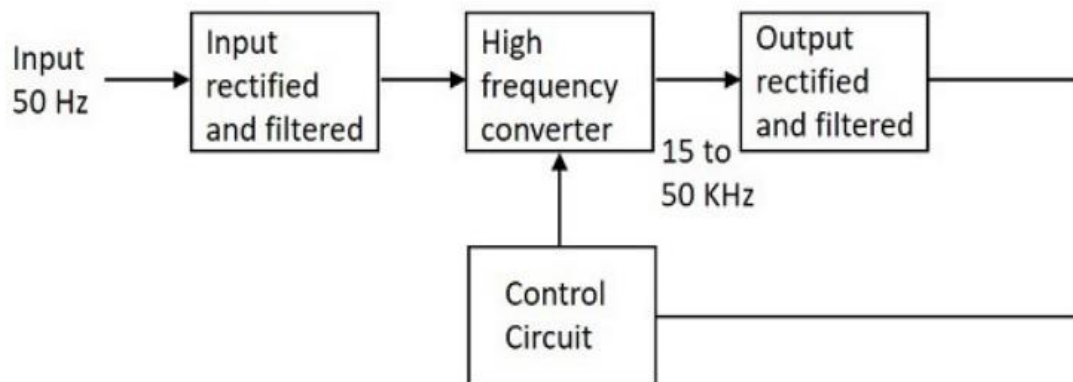 Input
50 Hz
Input
rectified
and filtered
High
frequency
converter
15 to
50 KHz
Output
rectified
and filtered
Control
Circuit